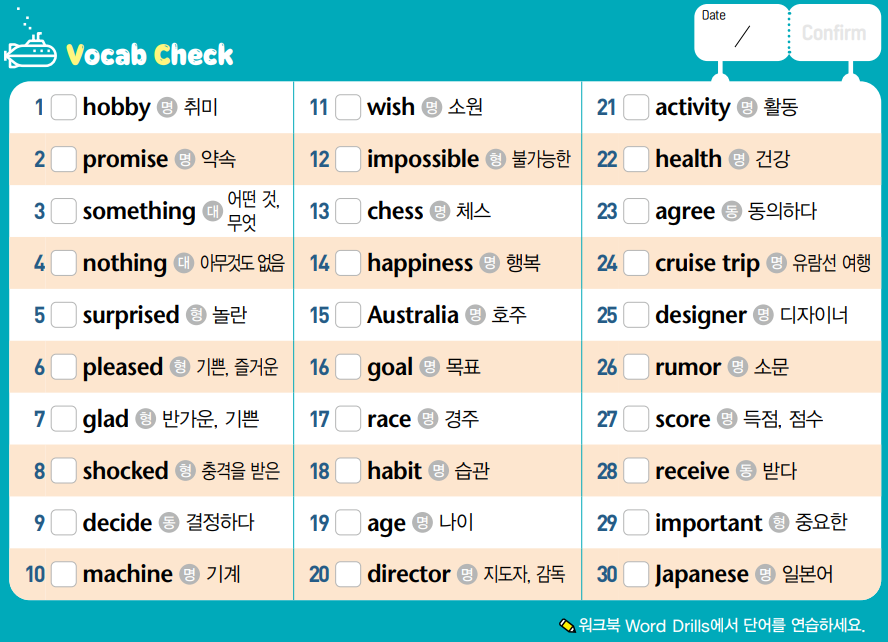 Vocab Check
Date
/
Confirm
1 hobby 명 취미
2 promise 명 약속
3 something 대 어떤 것,
무엇
4 nothing 대 아무것도 없음
5 surprised 형 놀란
6 pleased 형 기쁜, 즐거운
7 glad 형 반가운, 기쁜
8 shocked 형 충격을 받은
9 decide 동 결정하다
10 machine 명 기계
11 wish 명 소원
12 impossible 형 불가능한
13 chess 명 체스
14 happiness 명 행복
15 Australia 명 호주
16 goal 명 목표
17 race 명 경주
18 habit 명 습관
19 age 명 나이
20 director 명 지도자, 감독
21 activity 명 활동
22 health 명 건강
23 agree 동 동의하다
24 cruise trip 명 유람선 여행
25 designer 명 디자이너
26 rumor 명 소문
27 score 명 득점, 점수
28 receive 동 받다
29 important 형 중요한
30 Japanese 명 일본어
워크북 Word Drills에서 단어를 연습하세요.